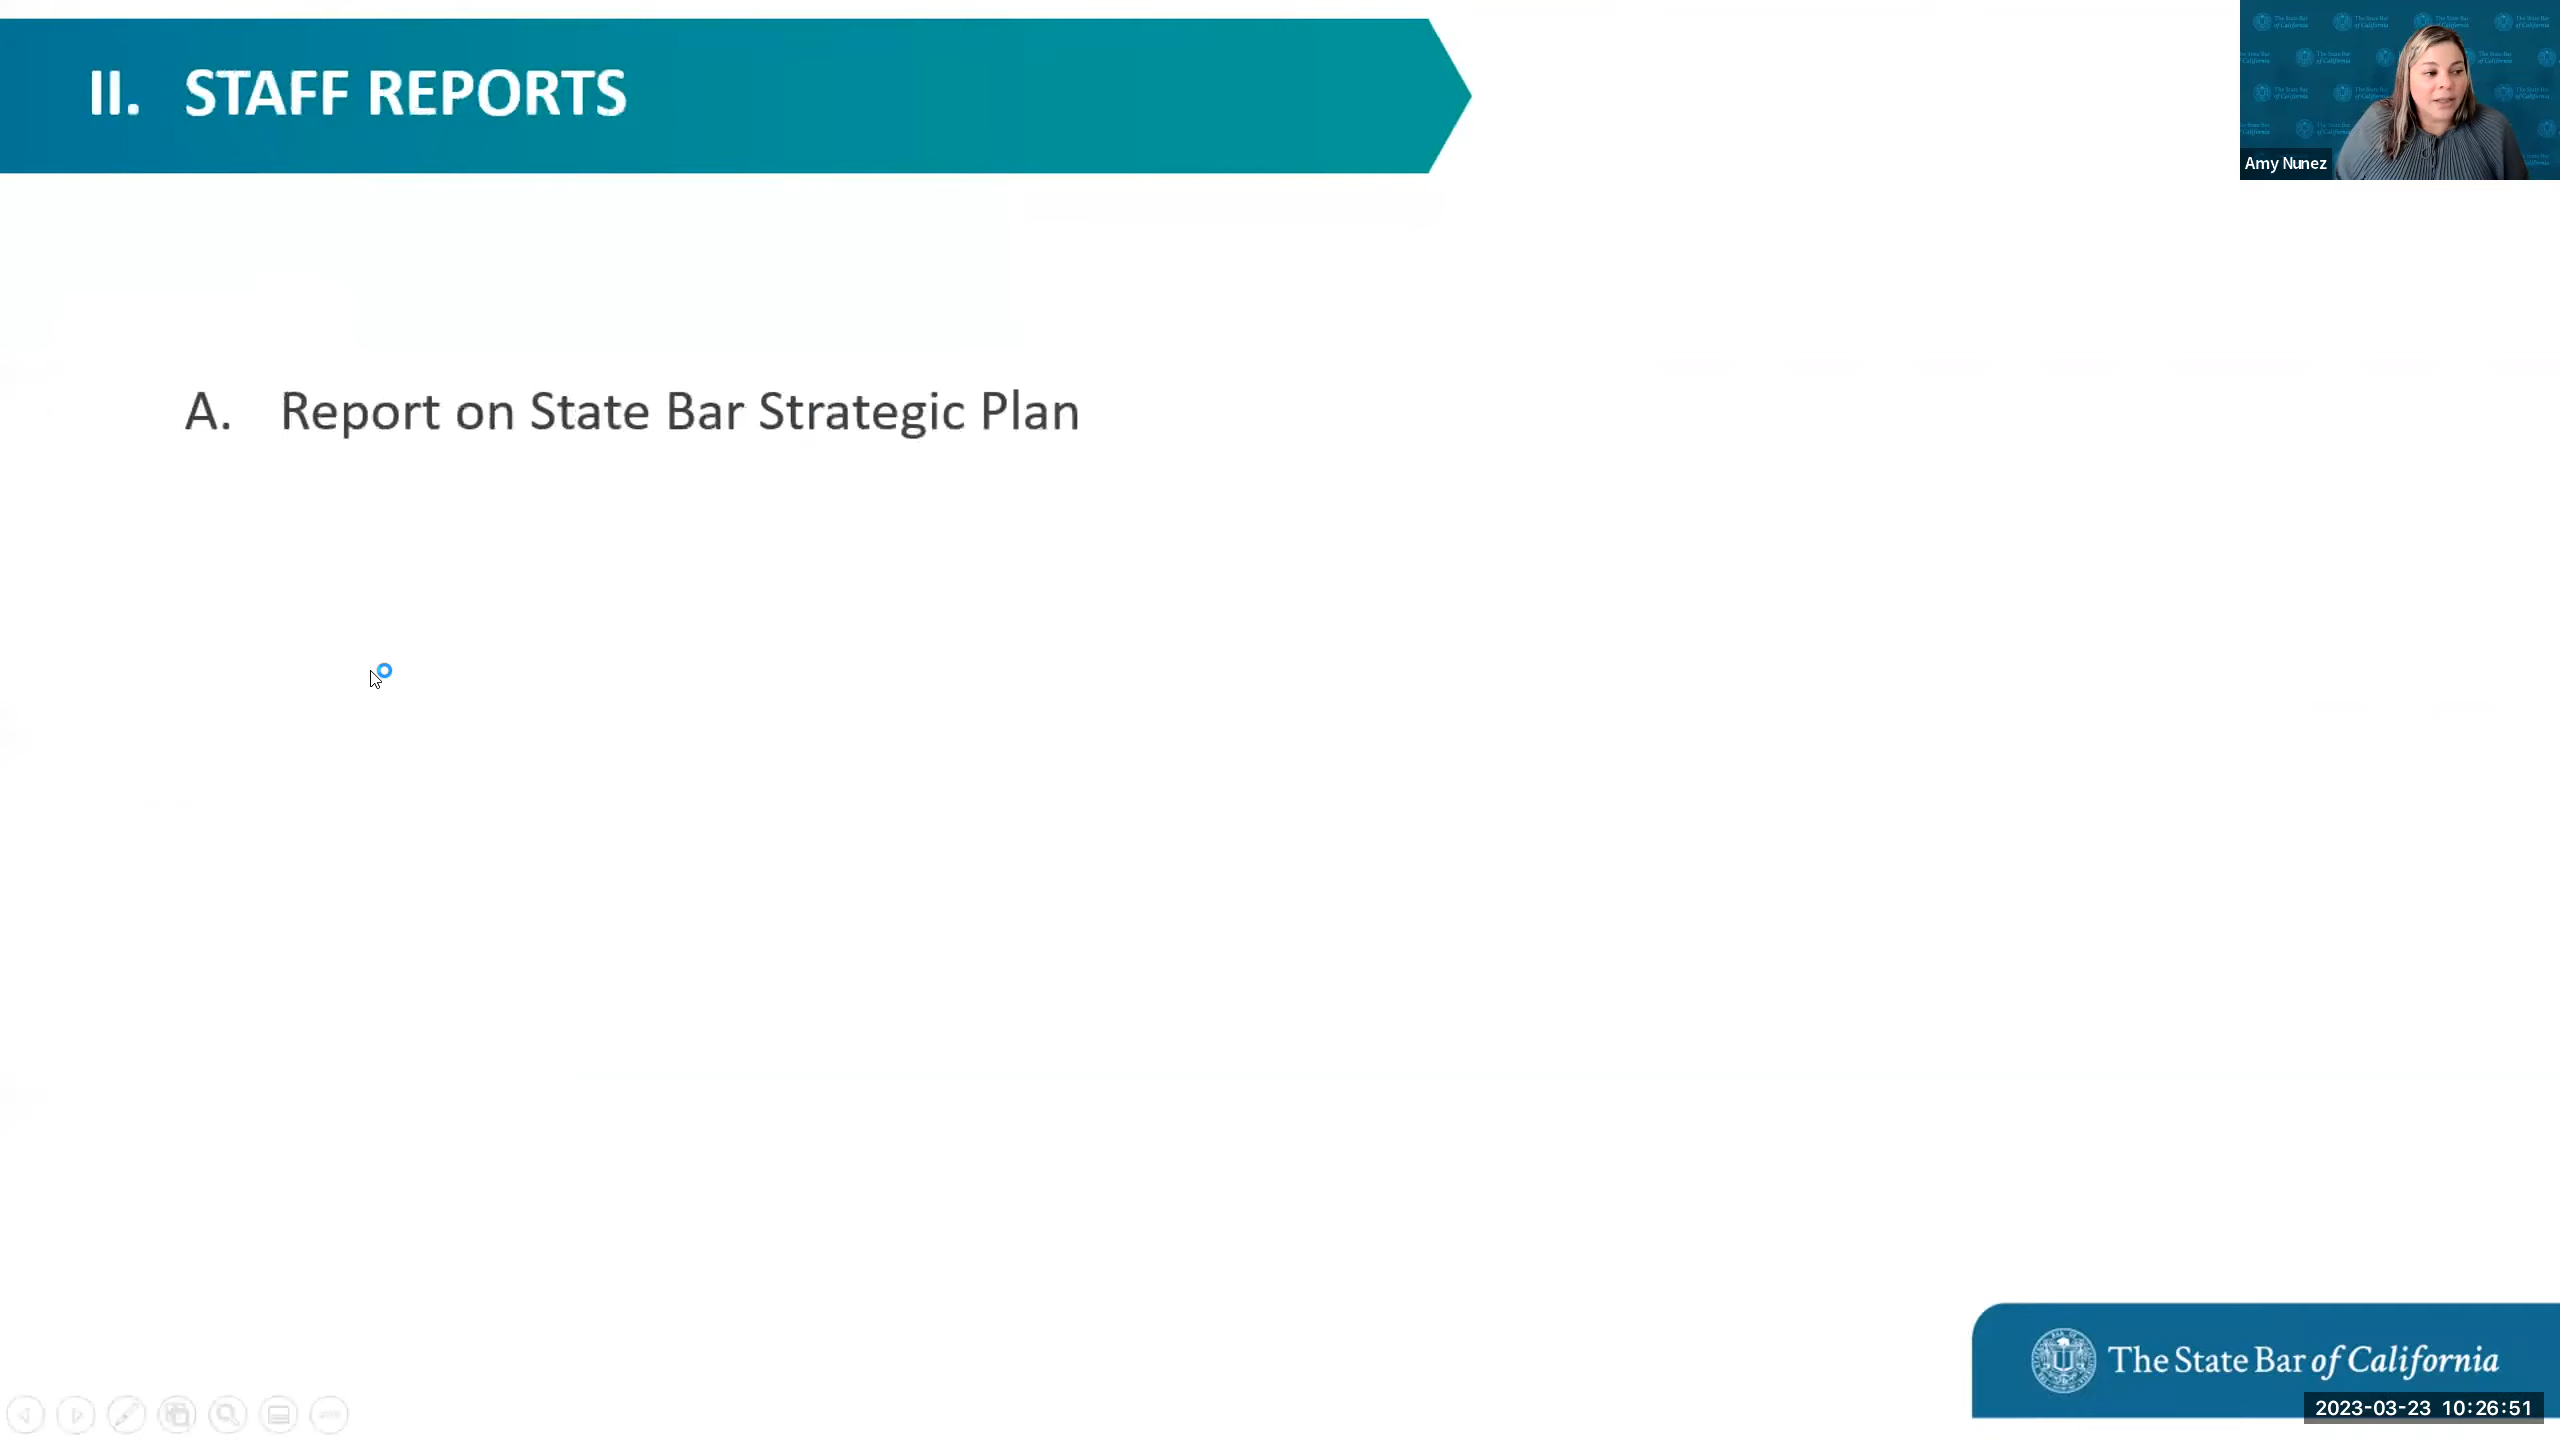 II. STAFF REPORTS
Amy Nunez
A. Report on State Bar Strategic Plan
The State Bar of California
2023-03-23 10:26:51